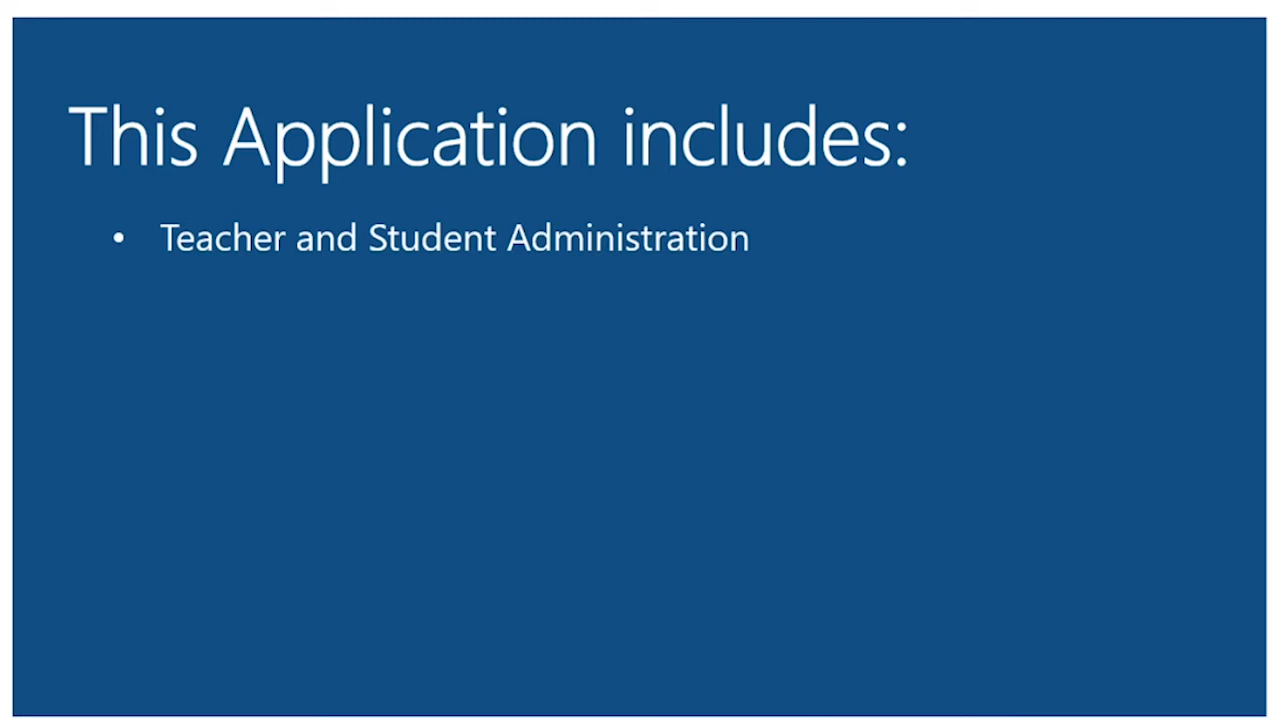 This Application includes:
• Teacher and Student Administration